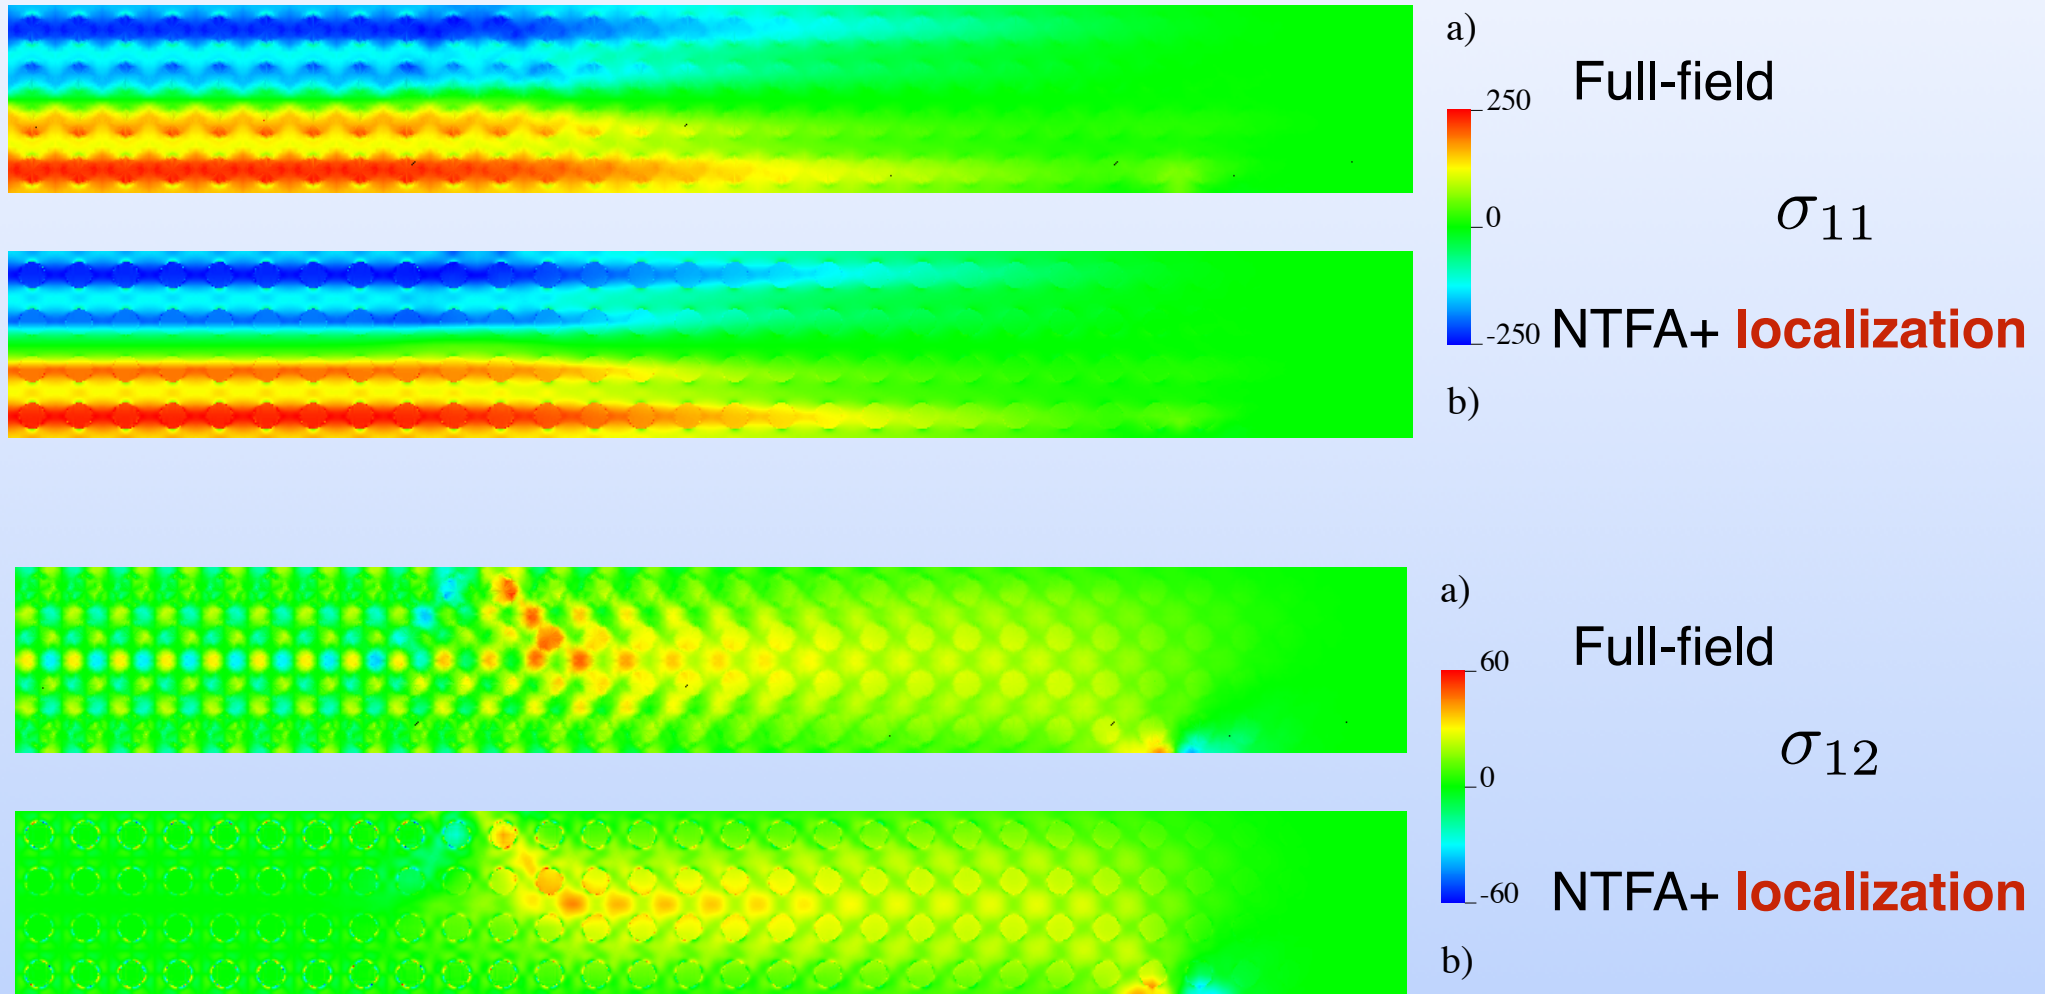 a)
Full-field
250
0
-250
σ11
NTFA+ localization
b)
a)
Full-field
60
0
-60
σ12
NTFA+ localization
b)